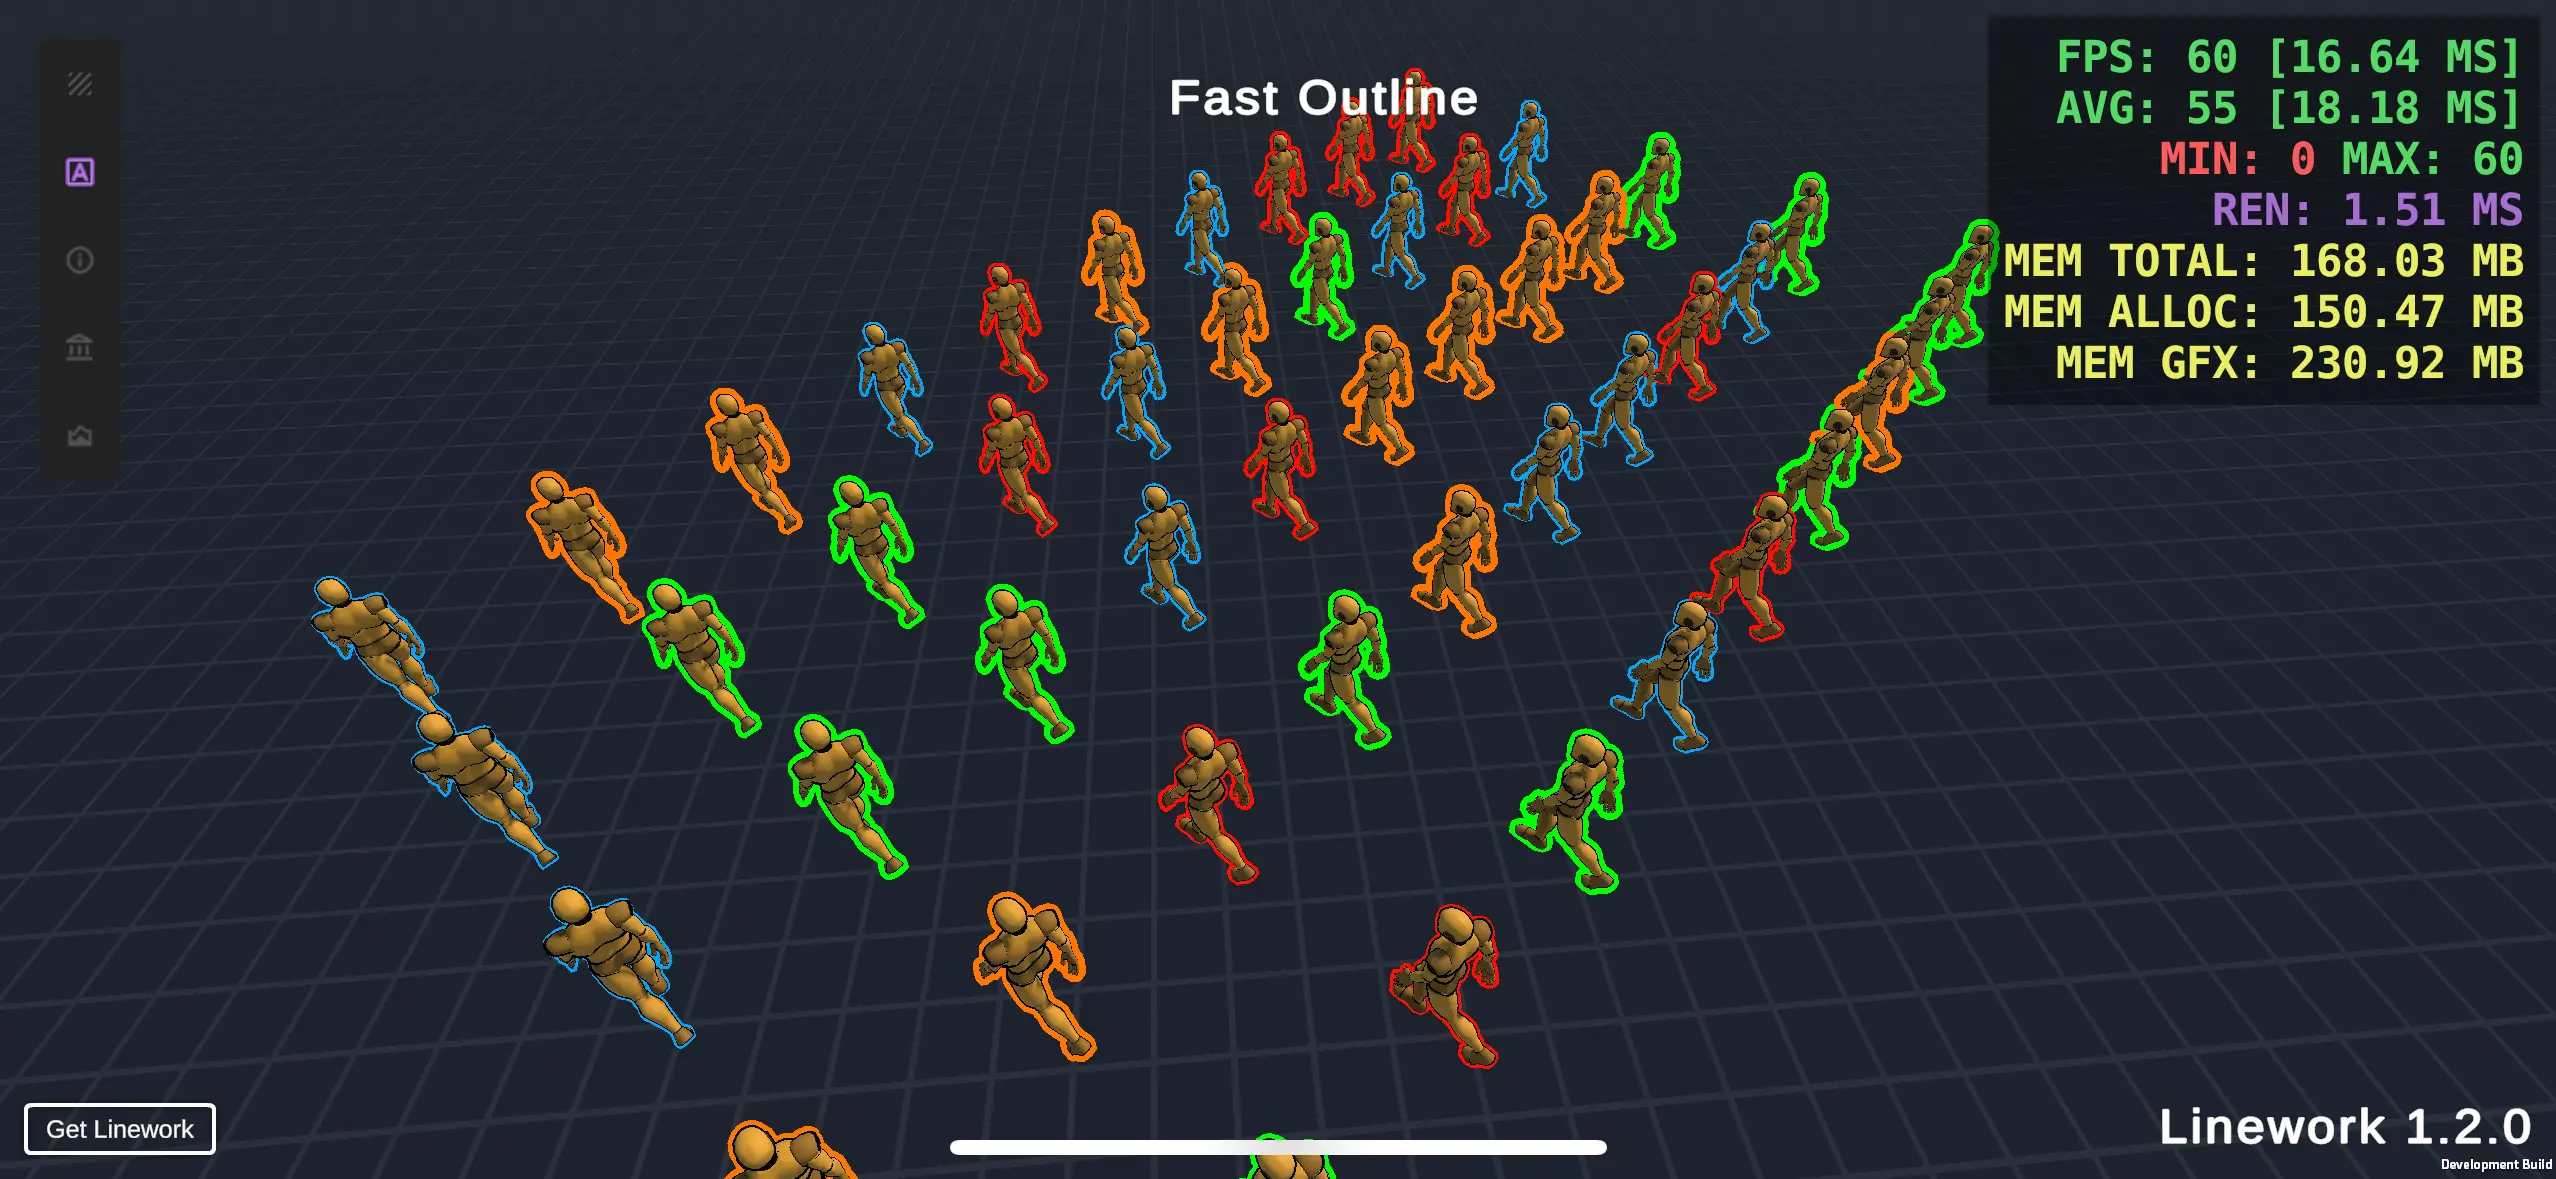 Fast Outline
FPS: 60 [16.64 MS]
AVG: 55 [18.18 MS]
MIN: 0 MAX: 60
REN: 1.51 MS
MEM TOTAL: 168.03 MB
MEM ALLOC: 150.47 MB
MEM GFX: 230.92 MB
A
Get Linework
Linework 1.2.0
Development Build